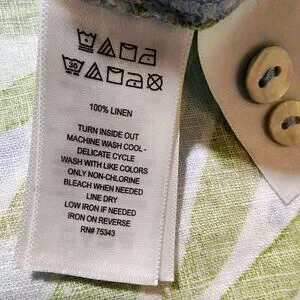 30
100% LINEN
TURN INSIDE OUT
MACHINE WASH COOL -
DELICATE CYCLE
WASH WITH LIKE COLORS
ONLY NON-CHLORINE
BLEACH WHEN NEEDED
LINE DRY
LOW IRON IF NEEDED
IRON ON REVERSE
RN# 75343